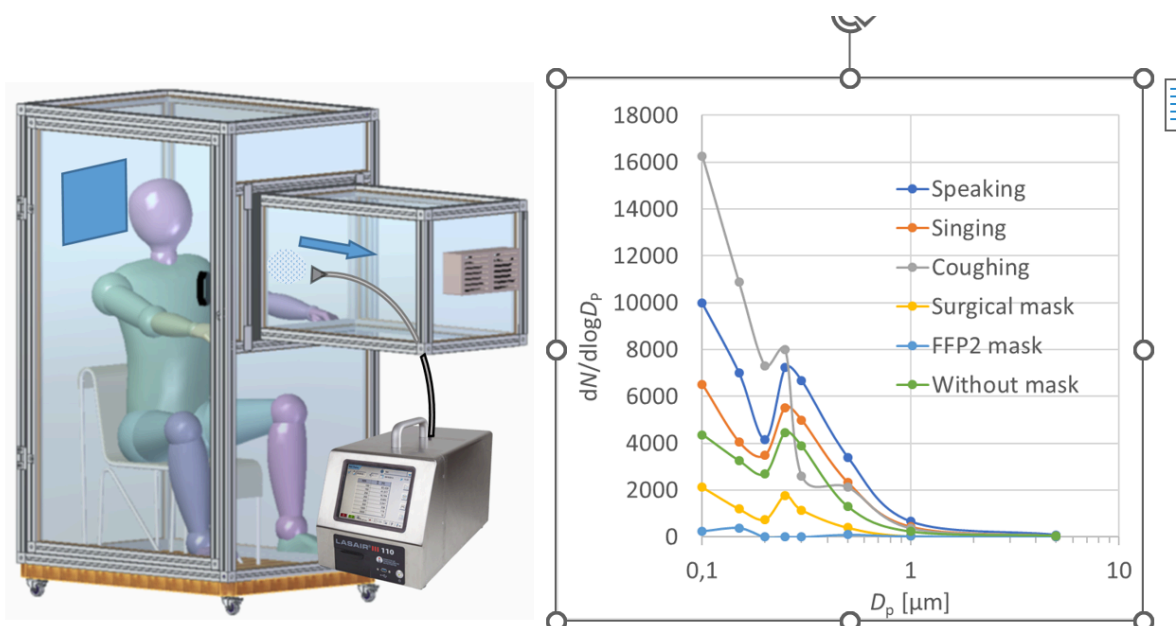 LASAIR III 110
18000
16000
14000
12000
10000
8000
6000
4000
2000
0
dN/dlogDp
Speaking
Singing
Coughing
Surgical mask
FFP2 mask
Without mask
0,1
1
10
Dp [µm]